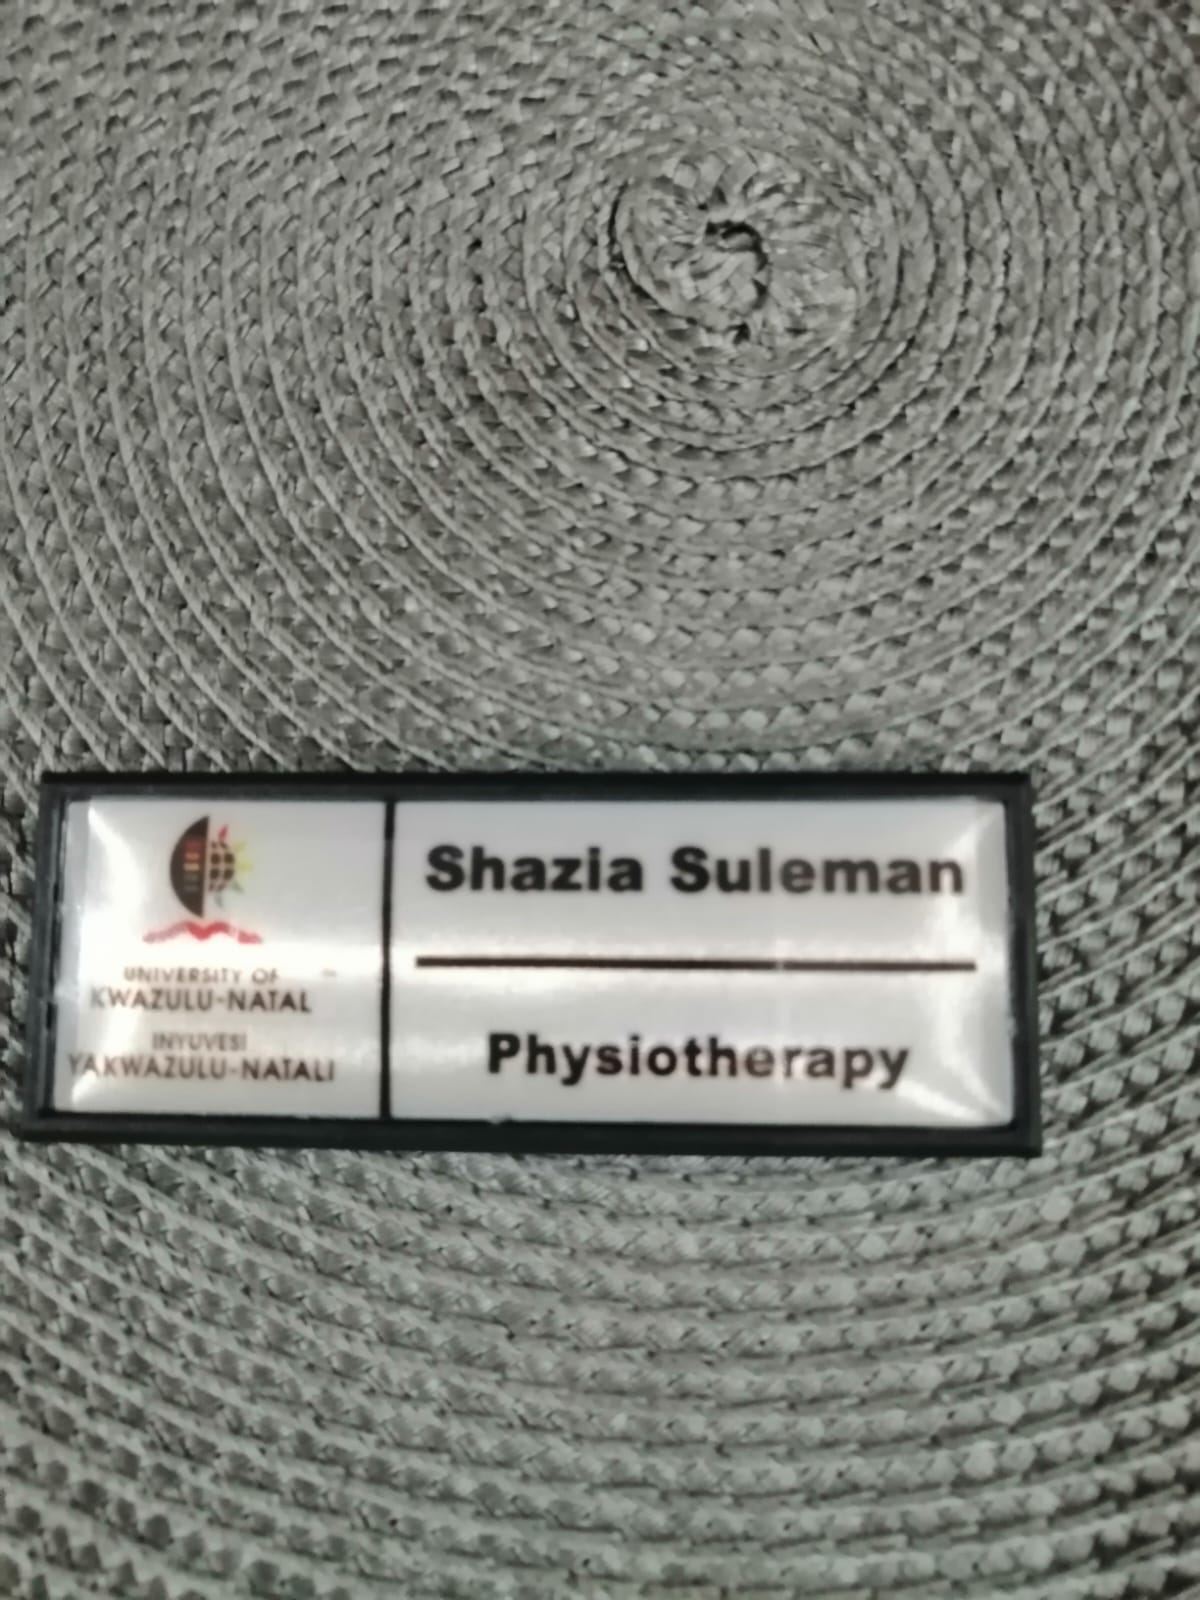 UNIVERSITY OF
KWAZULU-NATAL
INYUVESI
YAKWAZULU-NATALI
Shazia Suleman
Physiotherapy